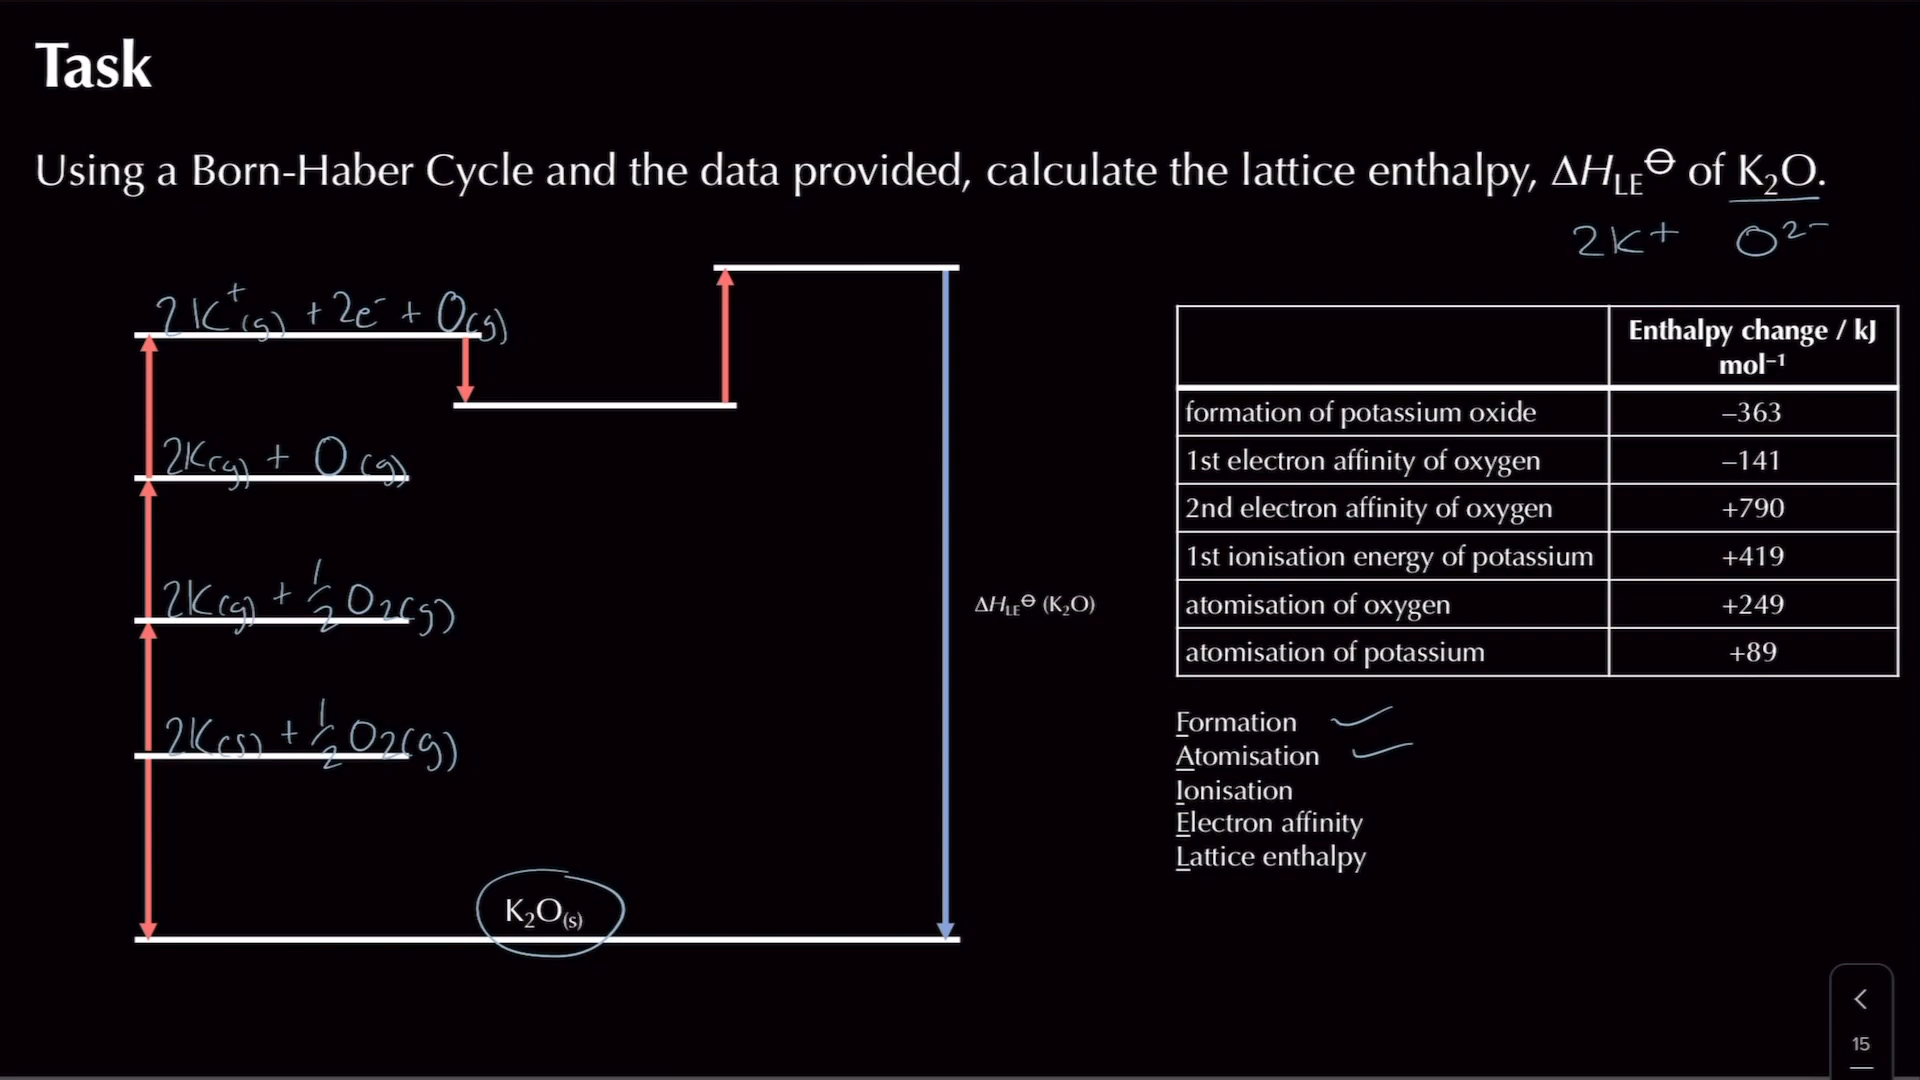 Task
Using a Born-Haber Cycle and the data provided, calculate the lattice enthalpy, ΔH_LE⊖ of K₂O.
2K⁺ O²⁻
2K⁺(g) + 2e⁻ + O(g)
2K(g) + O(g)
2K(g) + ½O₂(g)
2K(s) + ½O₂(g)
K₂O(s)
ΔH_LE⊖ (K₂O)
Enthalpy change / kJ
mol⁻¹
formation of potassium oxide –363
1st electron affinity of oxygen –141
2nd electron affinity of oxygen +790
1st ionisation energy of potassium +419
atomisation of oxygen +249
atomisation of potassium +89
Formation
Atomisation
Ionisation
Electron affinity
Lattice enthalpy
<
15